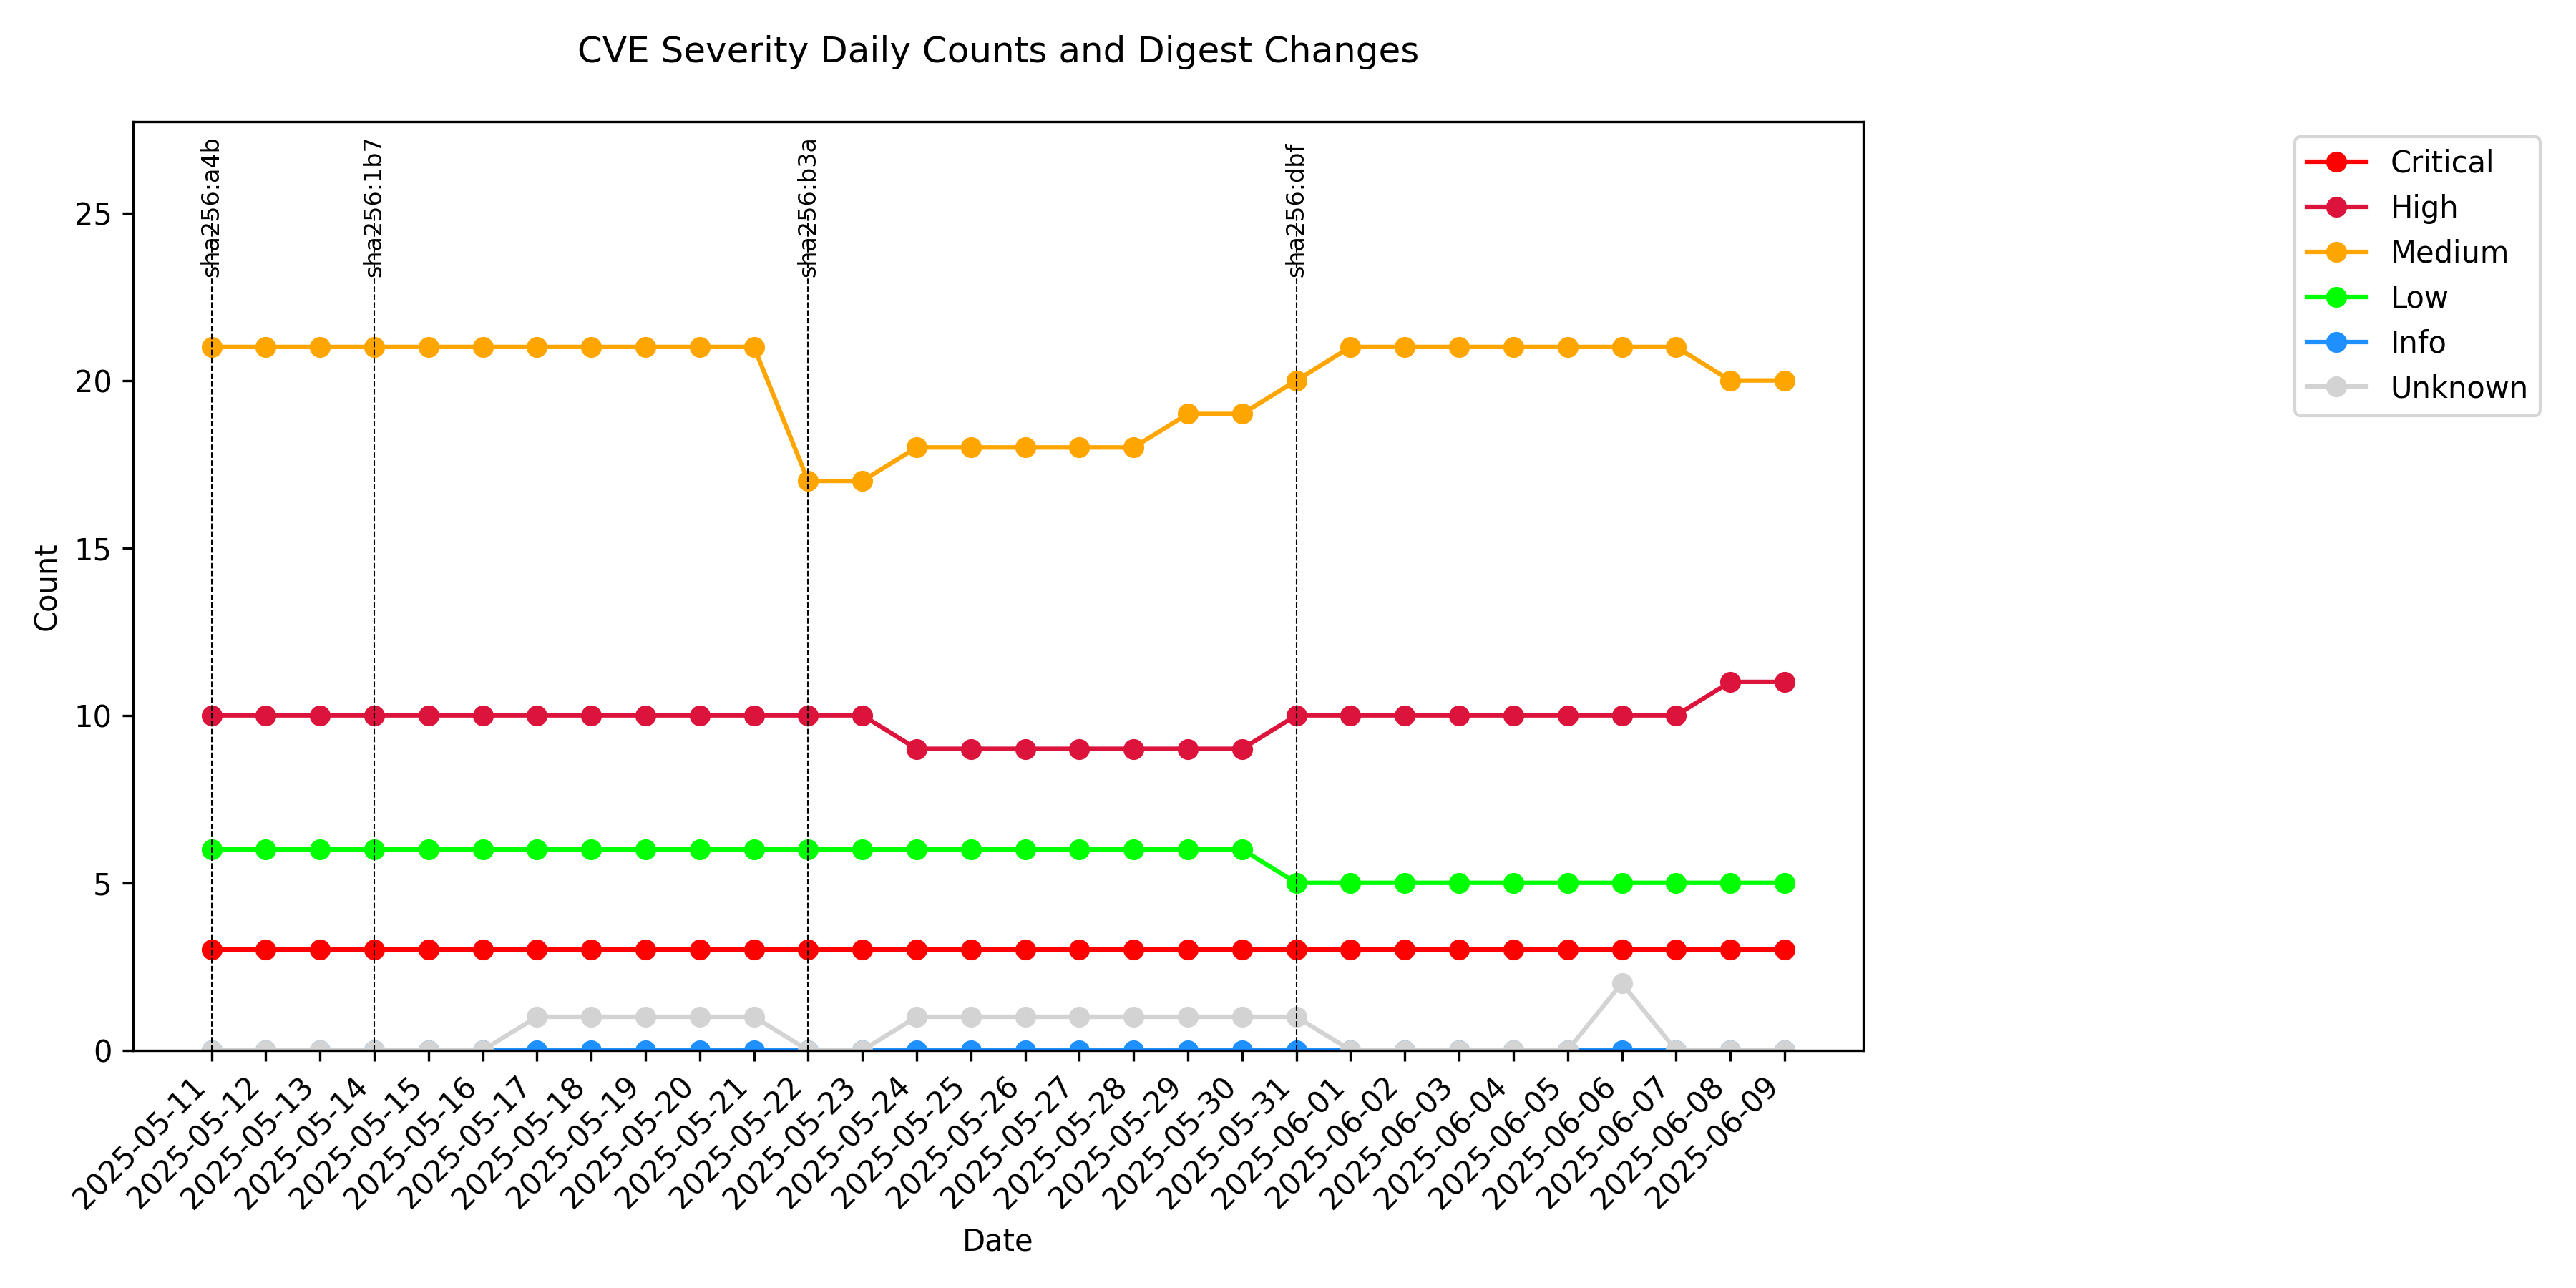 CVE Severity Daily Counts and Digest Changes
sha256:a4b
sha256:1b7
sha256:b3a
sha256:dbf
Critical
High
Medium
Low
Info
Unknown
25
20
15
10
5
0
Count
2025-05-11
2025-05-12
2025-05-13
2025-05-14
2025-05-15
2025-05-16
2025-05-17
2025-05-18
2025-05-19
2025-05-20
2025-05-21
2025-05-22
2025-05-23
2025-05-24
2025-05-25
2025-05-26
2025-05-27
2025-05-28
2025-05-29
2025-05-30
2025-05-31
2025-06-01
2025-06-02
2025-06-03
2025-06-04
2025-06-05
2025-06-06
2025-06-07
2025-06-08
2025-06-09
Date